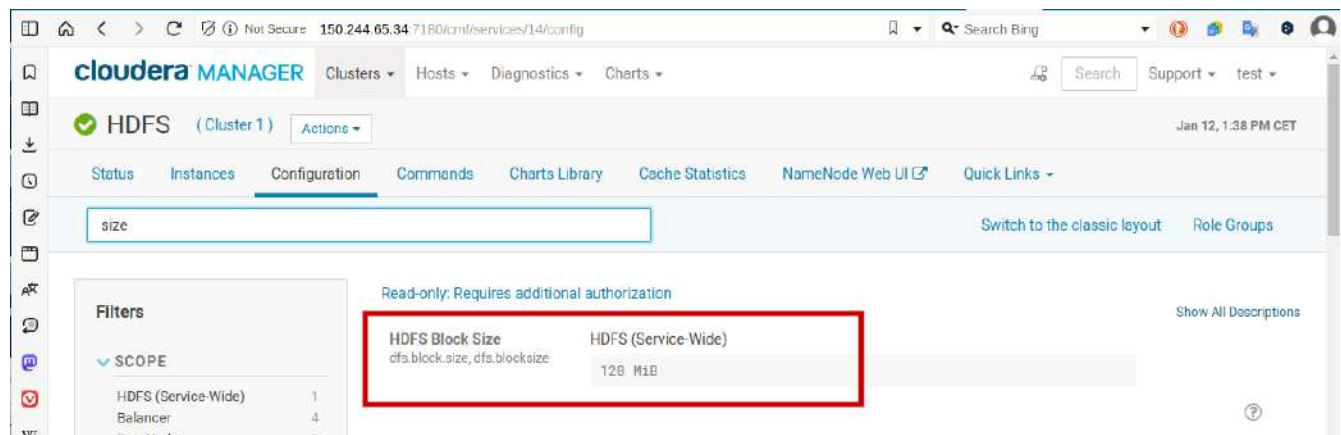 Not Secure 150.244.65.34:7180/cmf/services/14/config Search Bing
cloudera MANAGER Clusters Hosts Diagnostics Charts Search Support test
HDFS (Cluster 1) Actions Jan 12, 1:38 PM CET
Status Instances Configuration Commands Charts Library Cache Statistics NameNode Web UI Quick Links
size Switch to the classic layout Role Groups
Read-only: Requires additional authorization
Filters Show All Descriptions
HDFS Block Size HDFS (Service-Wide)
dfs.block.size, dfs.blocksize
128 MiB
SCOPE
HDFS (Service-Wide) 1
Balancer 4